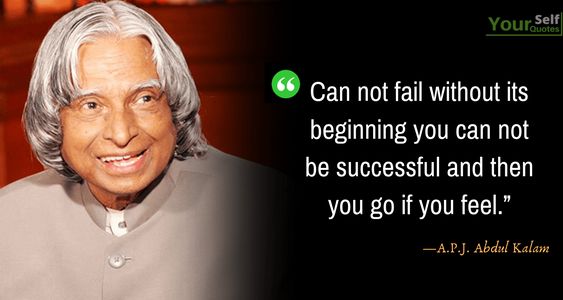 YourSelf
Quotes
“
Can not fail without its
beginning you can not
be successful and then
you go if you feel.”
—A.P.J. Abdul Kalam